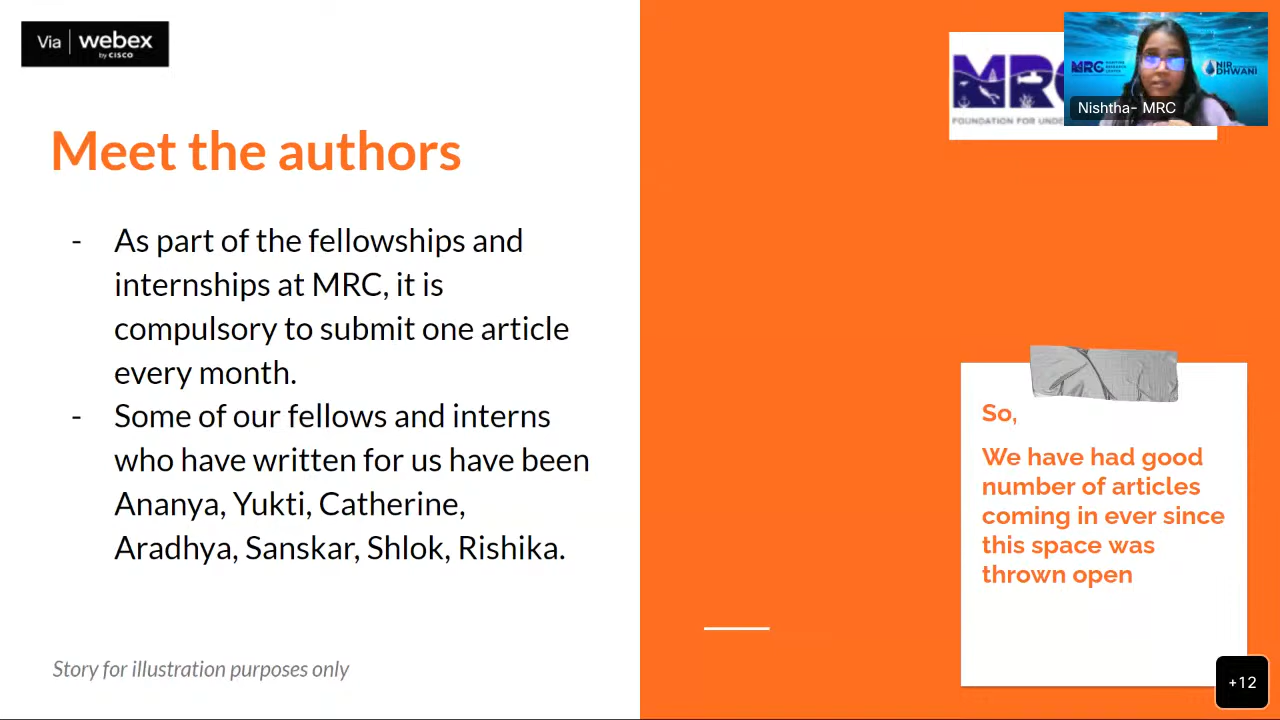 Via webex
by CISCO
MRC
FOUNDATION FOR UNDE
MRC
NIR
DHWANI
Nishtha- MRC
Meet the authors
- As part of the fellowships and
internships at MRC, it is
compulsory to submit one article
every month.
- Some of our fellows and interns
who have written for us have been
Ananya, Yukti, Catherine,
Aradhya, Sanskar, Shlok, Rishika.
So,
We have had good
number of articles
coming in ever since
this space was
thrown open
Story for illustration purposes only
+12